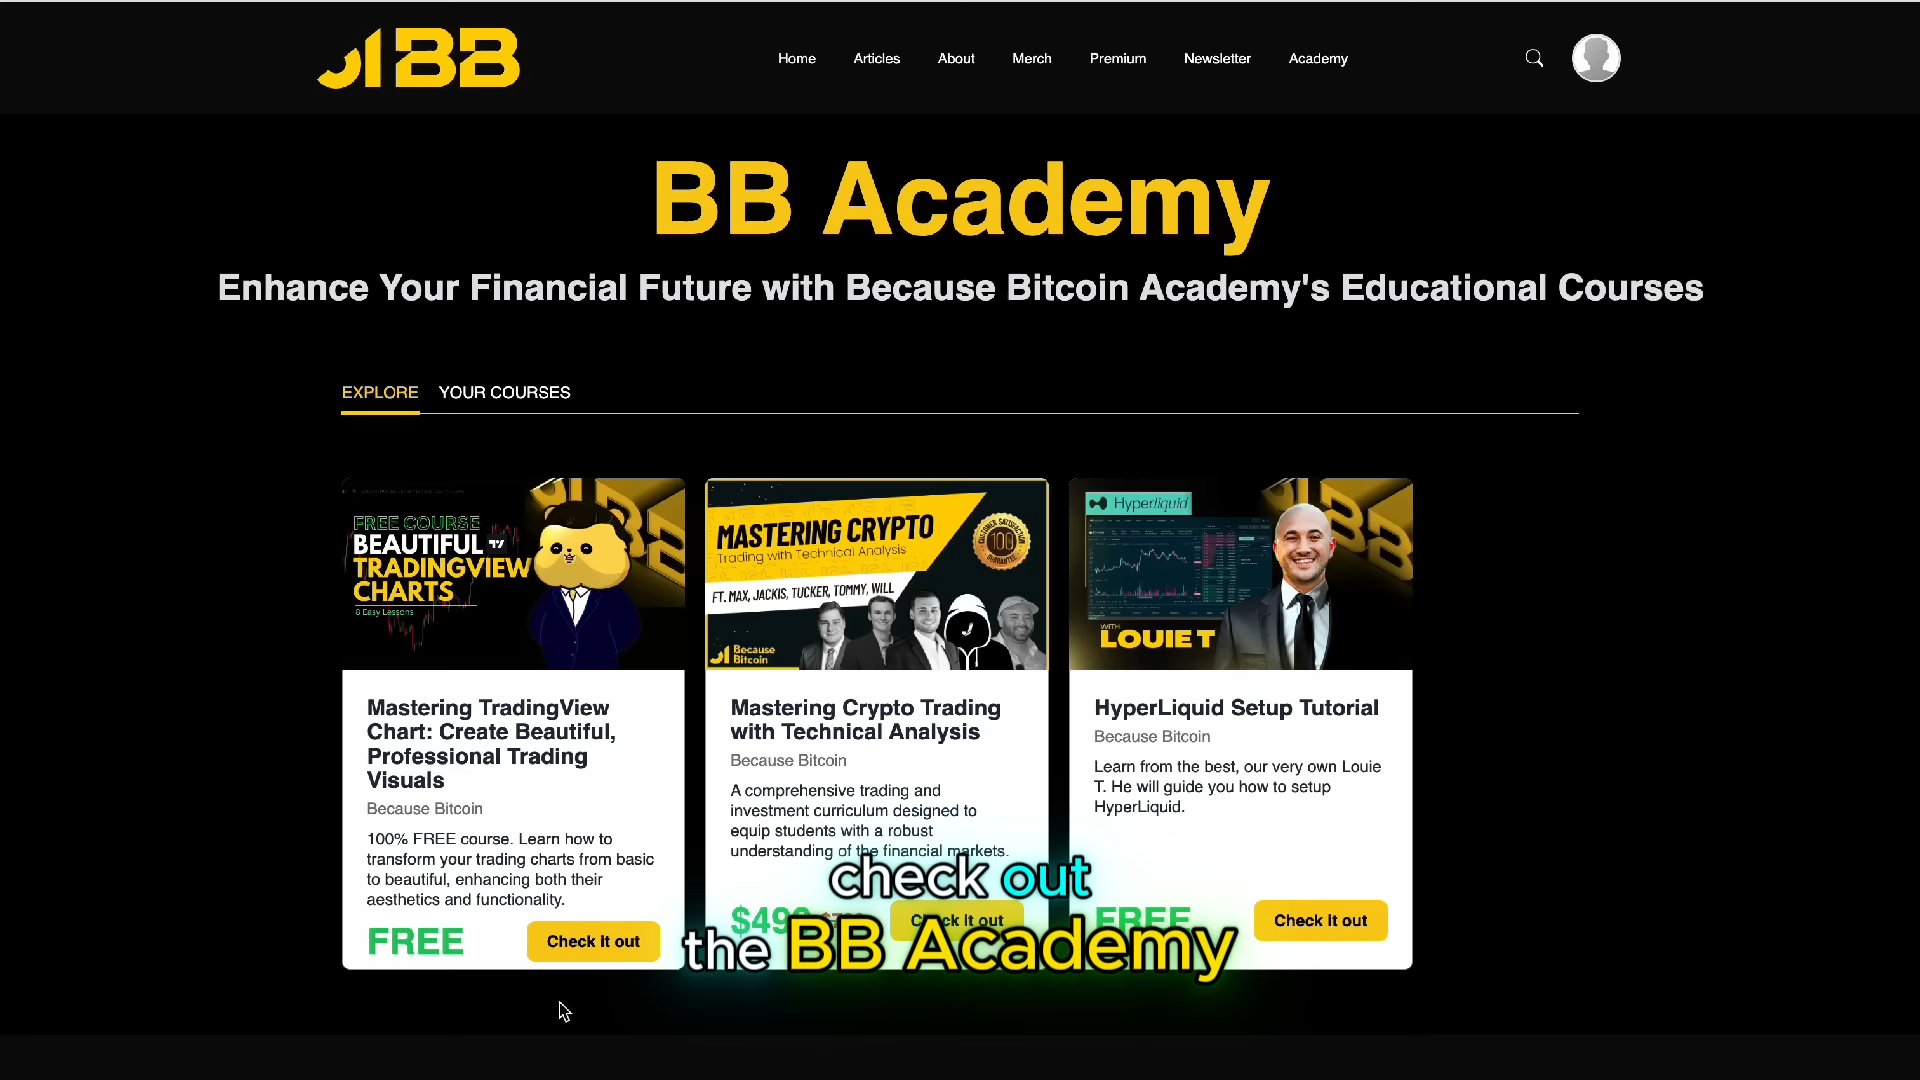 BB
Home
Articles
About
Merch
Premium
Newsletter
Academy
BB Academy
Enhance Your Financial Future with Because Bitcoin Academy's Educational Courses
EXPLORE
YOUR COURSES
FREE COURSE
BEAUTIFUL
TRADINGVIEW
CHARTS
8 Easy Lessons
Mastering TradingView
Chart: Create Beautiful,
Professional Trading
Visuals
Because Bitcoin
100% FREE course. Learn how to
transform your trading charts from basic
to beautiful, enhancing both their
aesthetics and functionality.
FREE
Check it out
MASTERING CRYPTO
Trading with Technical Analysis
FT. MAX, JACKIS, TUCKER, TOMMY, WILL
100
Because
Bitcoin
Mastering Crypto Trading
with Technical Analysis
Because Bitcoin
A comprehensive trading and
investment curriculum designed to
equip students with a robust
understanding of the financial markets.
Check it out
Hyperliquid
WITH
LOUIE T
HyperLiquid Setup Tutorial
Because Bitcoin
Learn from the best, our very own Louie
T. He will guide you how to setup
HyperLiquid.
FREE
Check it out
check out
the BB Academy